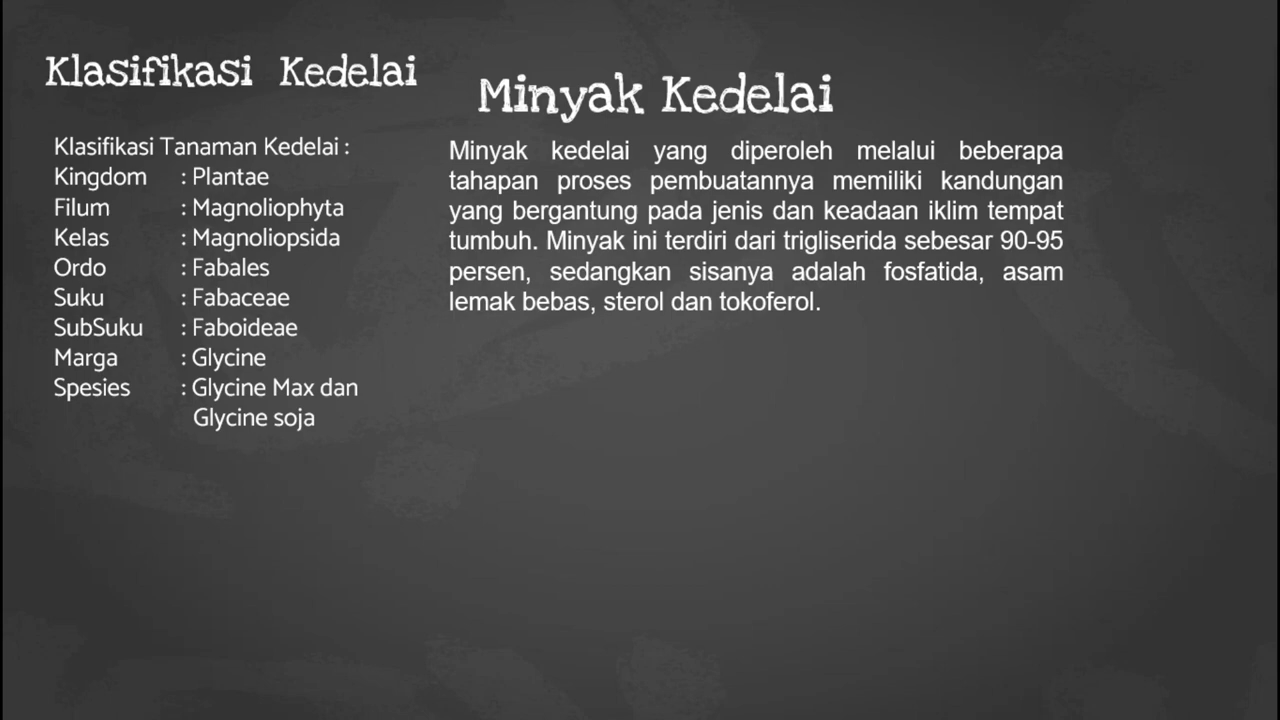 Klasifikasi Kedelai
Klasifikasi Tanaman Kedelai :
Kingdom : Plantae
Filum : Magnoliophyta
Kelas : Magnoliopsida
Ordo : Fabales
Suku : Fabaceae
SubSuku : Faboideae
Marga : Glycine
Spesies : Glycine Max dan
Glycine soja
Minyak Kedelai
Minyak kedelai yang diperoleh melalui beberapa
tahapan proses pembuatannya memiliki kandungan
yang bergantung pada jenis dan keadaan iklim tempat
tumbuh. Minyak ini terdiri dari trigliserida sebesar 90-95
persen, sedangkan sisanya adalah fosfatida, asam
lemak bebas, sterol dan tokoferol.